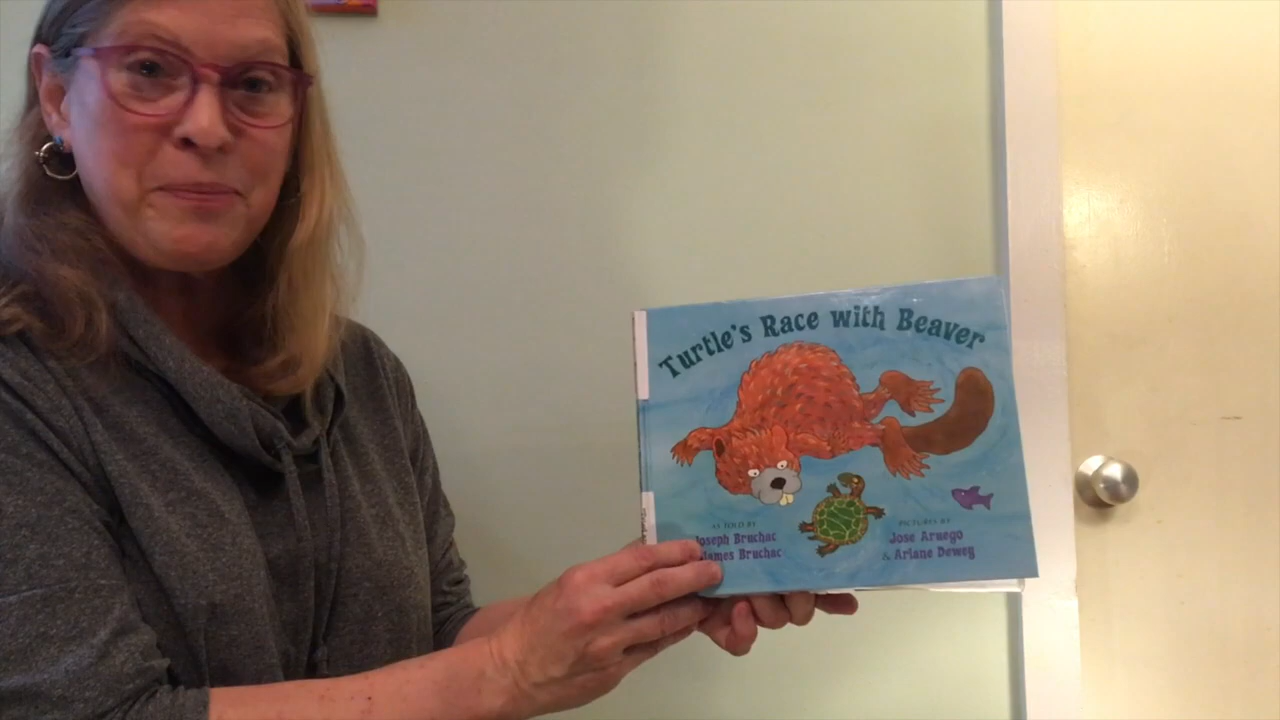 Turtle's Race with Beaver
AS TOLD BY
Joseph Bruchac
James Bruchac
PICTURES BY
Jose Aruego
& Ariane Dewey